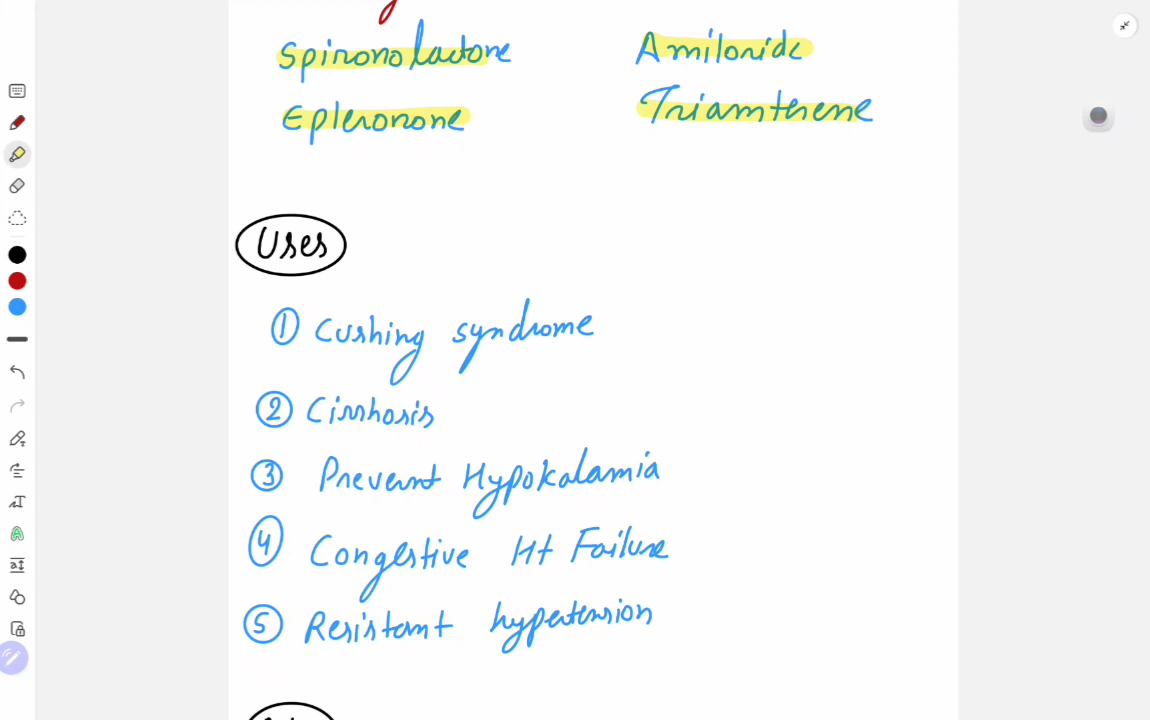 Spironolactone Amiloride
Epleronone Triamterene
Uses
① Cushing syndrome
② Cirrhosis
③ Prevent Hypokalamia
④ Congestive Ht Failure
⑤ Resistant hypertension